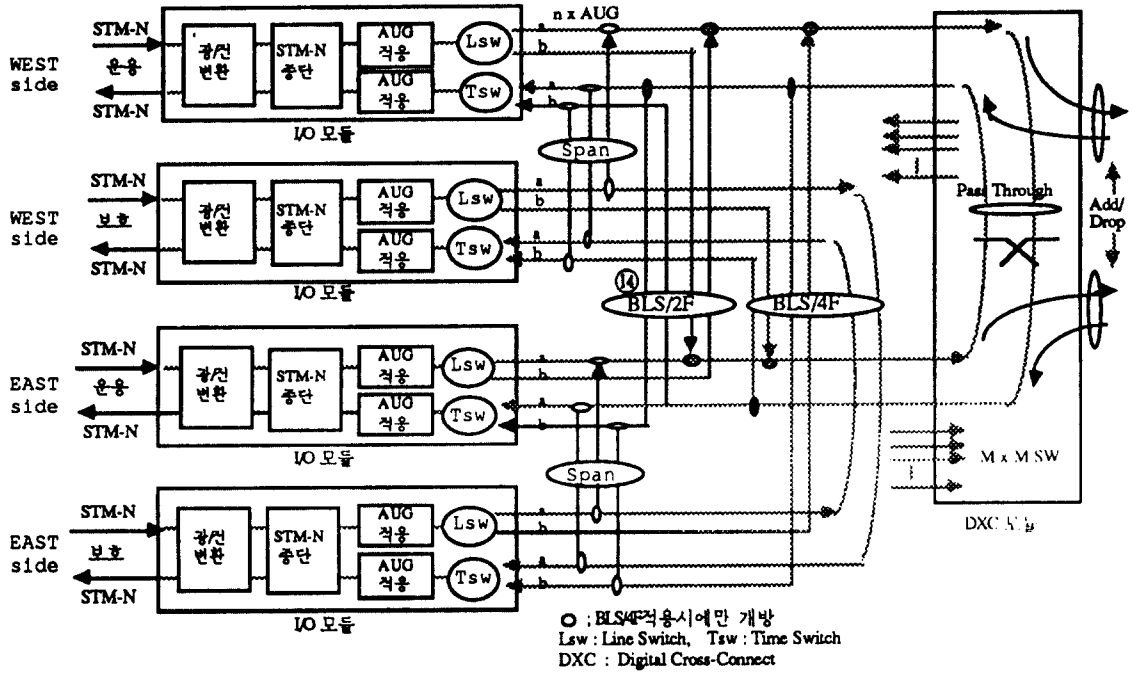 n x AUG
STM-N
WEST
side
운용
STM-N
광/전
변환
STM-N
종단
AUG
적용
AUG
적용
Lsw
Tsw
a
b
a
b
I/O 모듈
Span
STM-N
WEST
side
보호
STM-N
광/전
변환
STM-N
종단
AUG
적용
AUG
적용
Lsw
Tsw
a
b
a
b
I/O 모듈
14
BLS/2F
BLS/4F
Pass Through
Add/
Drop
STM-N
EAST
side
운용
STM-N
광/전
변환
STM-N
종단
AUG
적용
AUG
적용
Lsw
Tsw
a
b
a
b
I/O 모듈
Span
M x M SW
DXC 모듈
STM-N
EAST
side
보호
STM-N
광/전
변환
STM-N
종단
AUG
적용
AUG
적용
Lsw
Tsw
a
b
a
b
I/O 모듈
O ; BLS/4F적용시에만 개방
Lsw : Line Switch, Tsw : Time Switch
DXC : Digital Cross-Connect